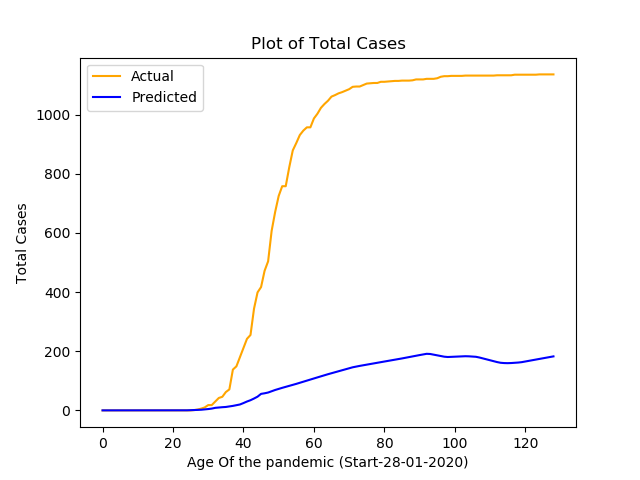 Plot of Total Cases
Actual
Predicted
1000
800
600
400
200
0
Total Cases
0 20 40 60 80 100 120
Age Of the pandemic (Start-28-01-2020)